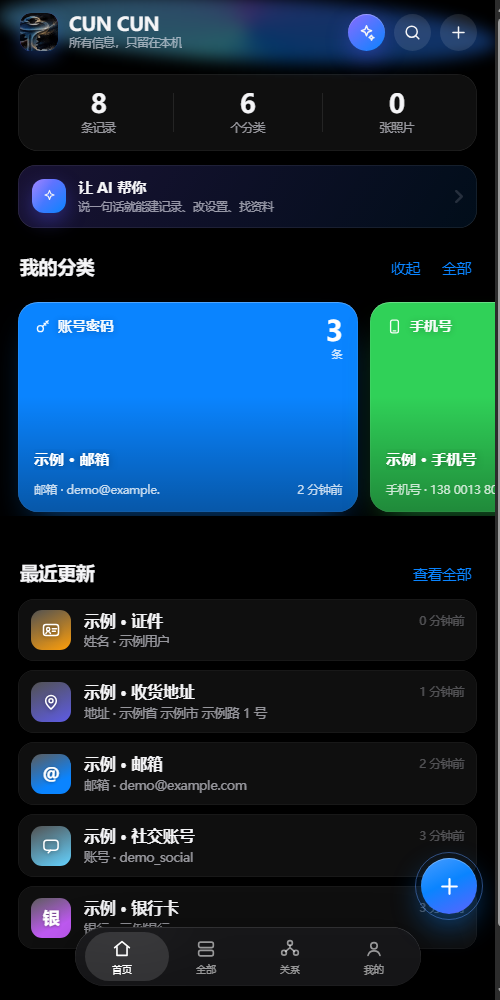 CUN CUN
所有信息，只留在本机
8
条记录
6
个分类
0
张照片
让 AI 帮你
说一句话就能建记录、改设置、找资料
我的分类
收起
全部
账号密码
3
条
示例 • 邮箱
邮箱 · demo@example.
2 分钟前
手机号
示例 • 手机号
手机号 · 138 0013 80
最近更新
查看全部
示例 • 证件
0 分钟前
姓名 · 示例用户
示例 • 收货地址
1 分钟前
地址 · 示例省 示例市 示例路 1 号
@
示例 • 邮箱
2 分钟前
邮箱 · demo@example.com
示例 • 社交账号
3 分钟前
账号 · demo_social
银
示例 • 银行卡
首页
全部
关系
我的